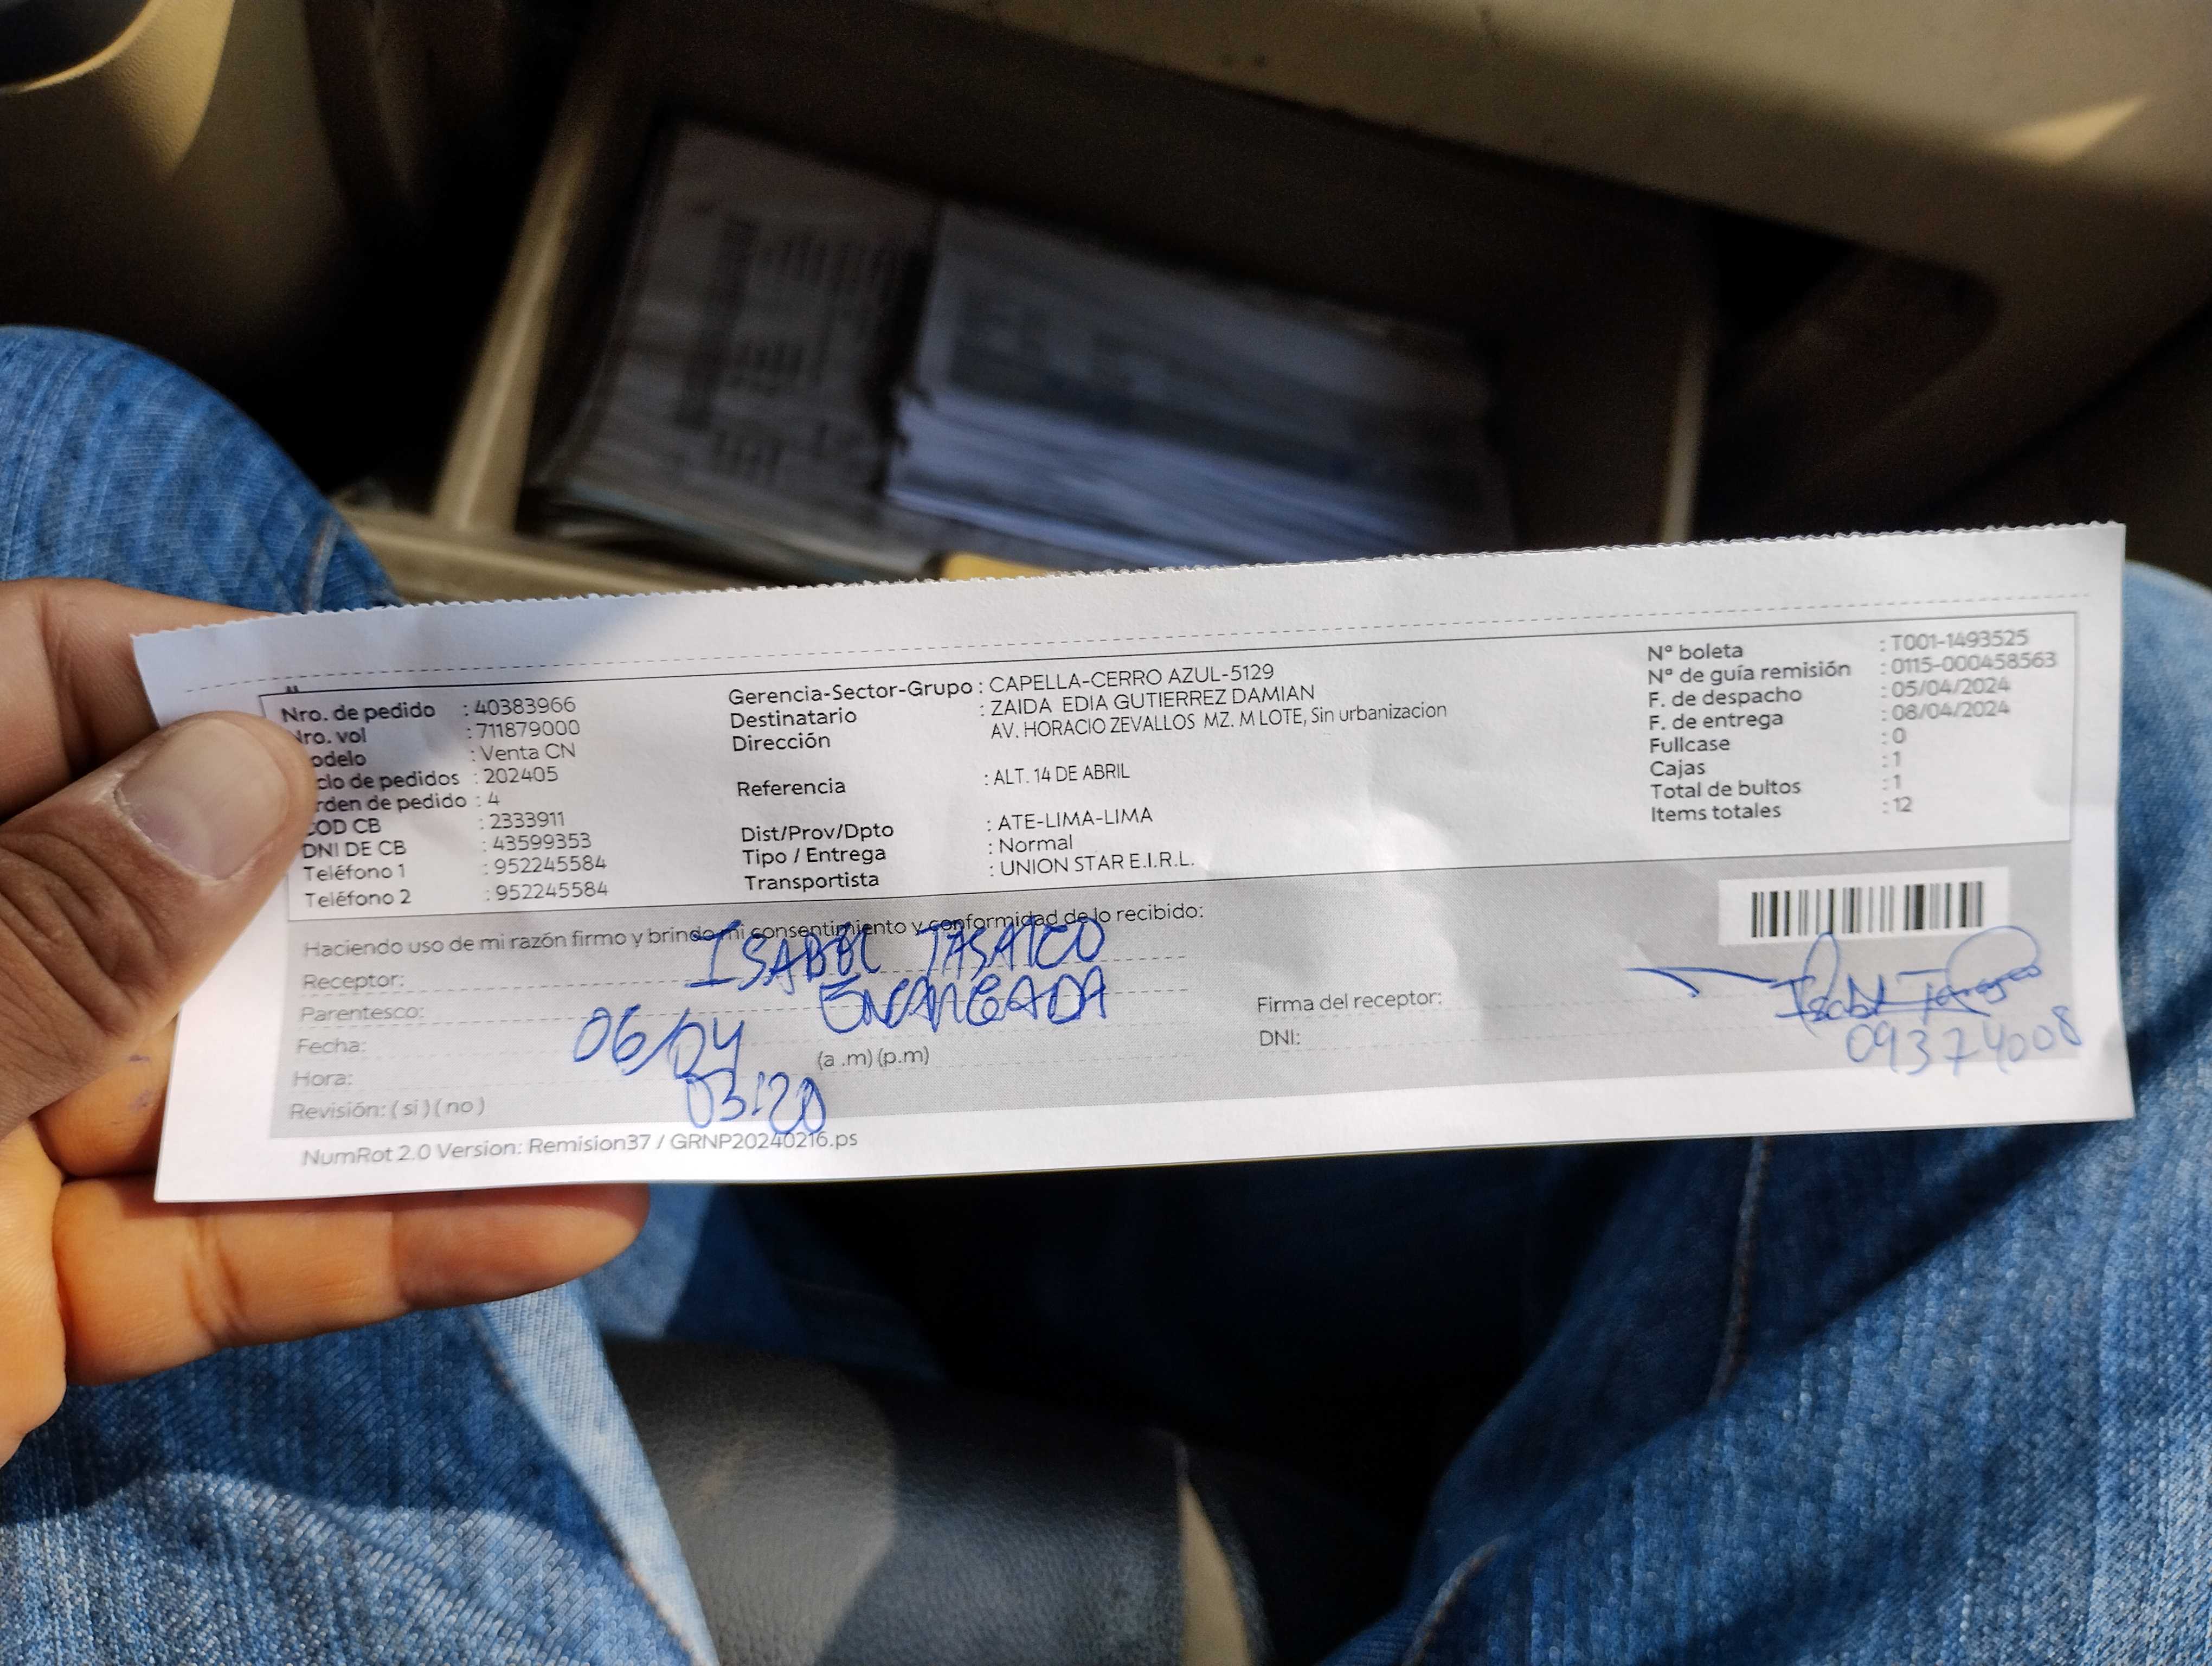 Nro. de pedido : 40383966
Nro. vol : 711879000
odelo : Venta CN
clo de pedidos : 202405
rden de pedido : 4
COD CB : 2333911
DNI DE CB : 43599353
Teléfono 1 : 952245584
Teléfono 2 : 952245584
Gerencia-Sector-Grupo : CAPELLA-CERRO AZUL-5129
Destinatario : ZAIDA EDIA GUTIERREZ DAMIAN
Dirección AV. HORACIO ZEVALLOS MZ. M LOTE, Sin urbanizacion
Referencia : ALT. 14 DE ABRIL
Dist/Prov/Dpto : ATE-LIMA-LIMA
Tipo / Entrega : Normal
Transportista : UNION STAR E.I.R.L.
N° boleta : T001-1493525
N° de guía remisión : 0115-000458563
F. de despacho : 05/04/2024
F. de entrega : 08/04/2024
Fullcase : 0
Cajas : 1
Total de bultos : 1
Items totales : 12
Haciendo uso de mi razón firmo y brindo mi consentimiento y conformidad de lo recibido:
Receptor: ISABEL TASAICO
Parentesco: ENCARGADA
Fecha: 06/04
Hora: 03:20 (a .m) (p.m)
Revisión: ( si ) ( no )
Firma del receptor: Isabel
DNI: 09374008
NumRot 2.0 Version: Remision37 / GRNP20240216.ps